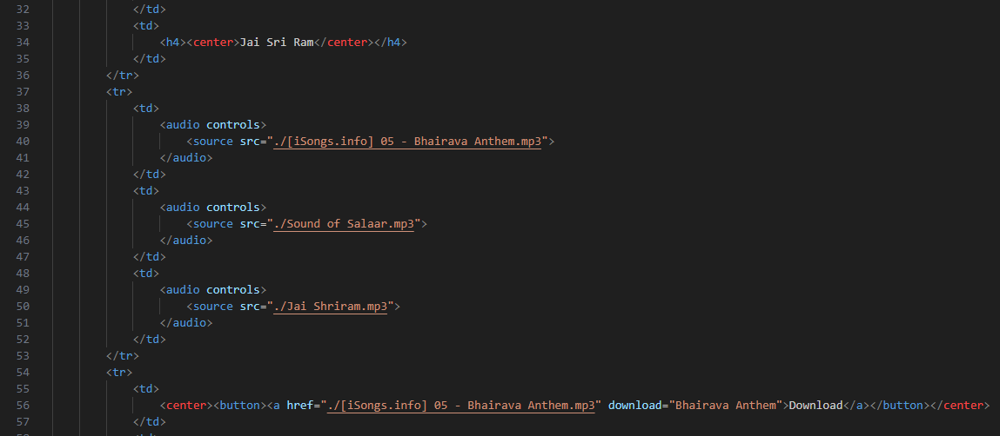 32 </td>
33 <td>
34 <h4><center>Jai Sri Ram</center></h4>
35 </td>
36 </tr>
37 <tr>
38 <td>
39 <audio controls>
40 <source src="./[iSongs.info] 05 - Bhairava Anthem.mp3">
41 </audio>
42 </td>
43 <td>
44 <audio controls>
45 <source src="./Sound of Salaar.mp3">
46 </audio>
47 </td>
48 <td>
49 <audio controls>
50 <source src="./Jai Shriram.mp3">
51 </audio>
52 </td>
53 </tr>
54 <tr>
55 <td>
56 <center><button><a href="./[iSongs.info] 05 - Bhairava Anthem.mp3" download="Bhairava Anthem">Download</a></button></center>
57 </td>